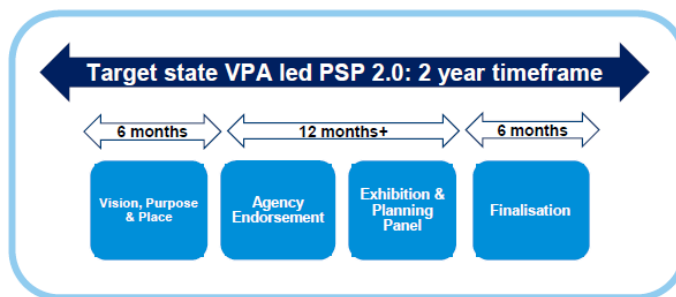 Target state VPA led PSP 2.0: 2 year timeframe
6 months
12 months+
6 months
Vision, Purpose
& Place
Agency
Endorsement
Exhibition &
Planning
Panel
Finalisation